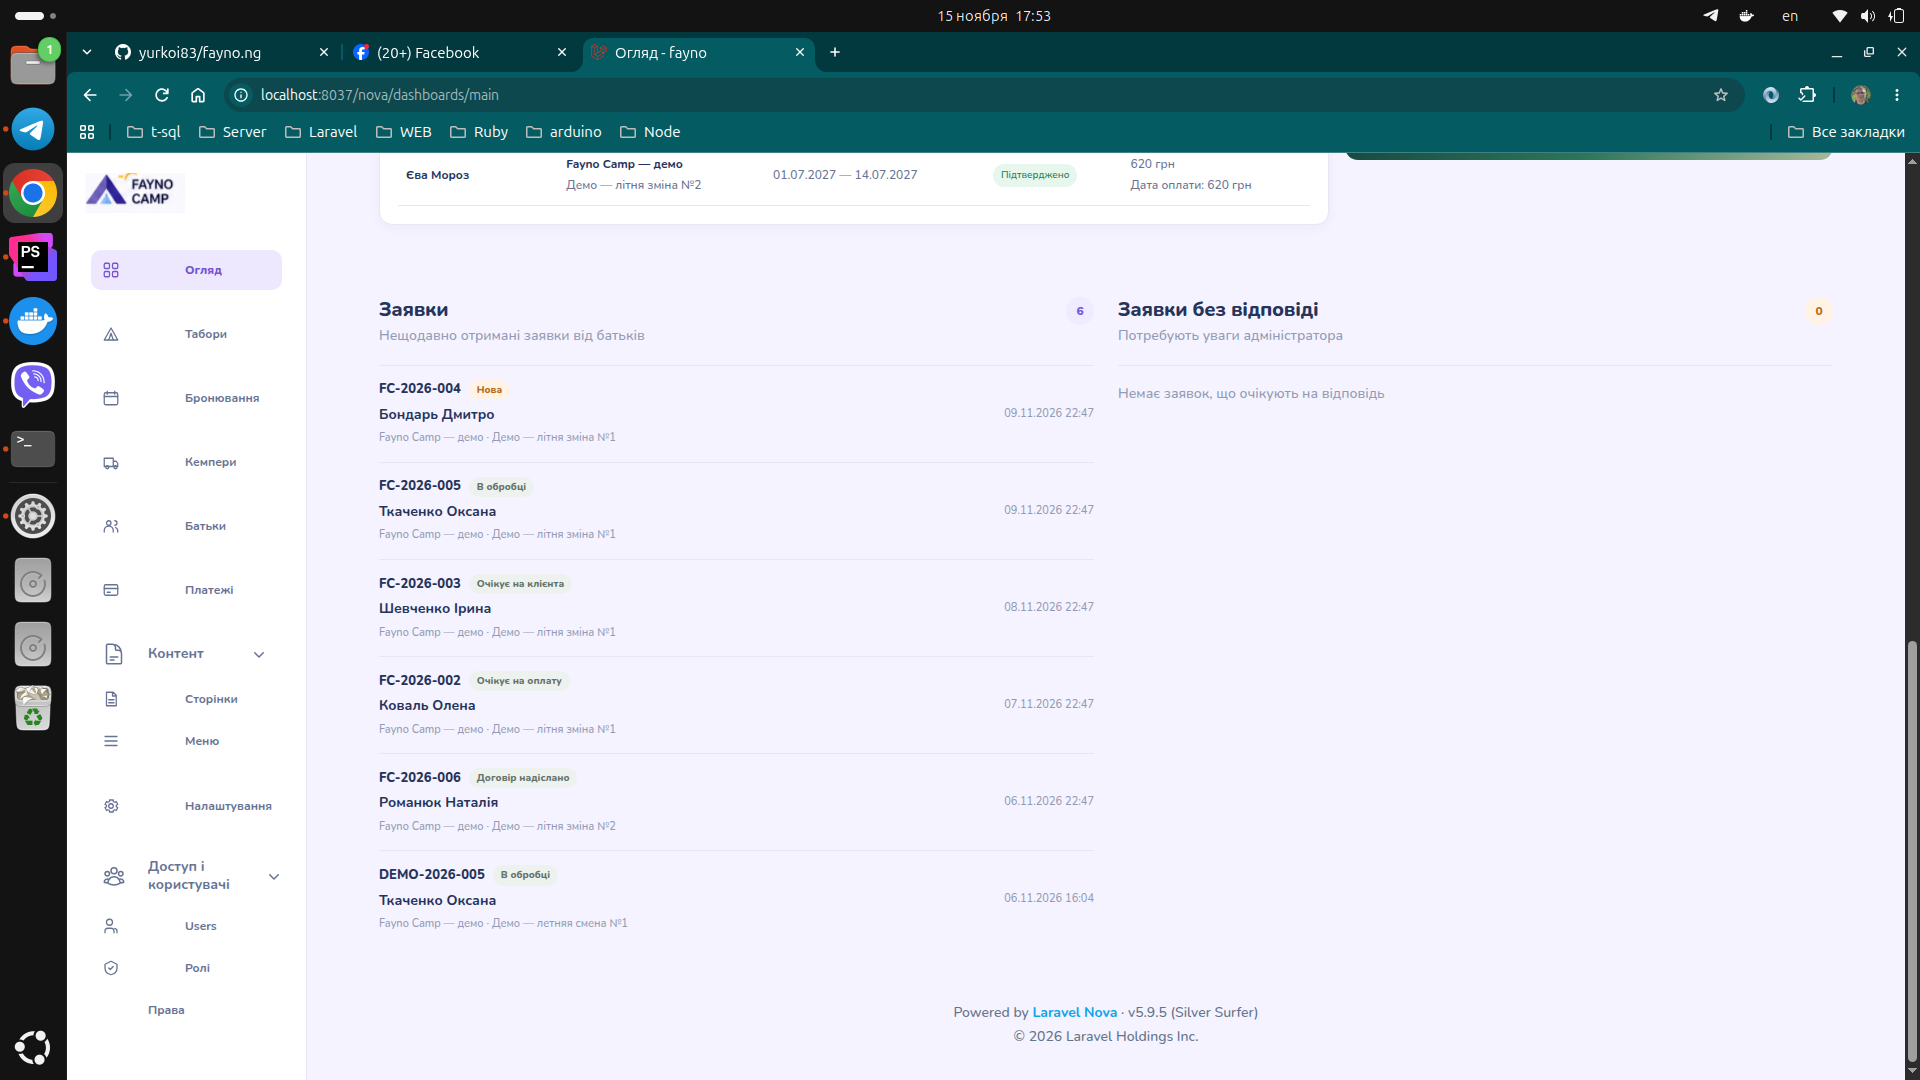 15 ноября 17:53
en
1
yurkoi83/fayno.ng
(20+) Facebook
Огляд - fayno
localhost:8037/nova/dashboards/main
t-sql
Server
Laravel
WEB
Ruby
arduino
Node
Все закладки
FAYNO
CAMP
Огляд
Табори
Бронювання
Кемпери
Батьки
Платежі
Контент
Сторінки
Меню
Налаштування
Доступ і
користувачі
Users
Ролі
Права
PS
Єва Мороз
Fayno Camp — демо
Демо — літня зміна №2
01.07.2027 — 14.07.2027
Підтверджено
620 грн
Дата оплати: 620 грн
Заявки
6
Нещодавно отримані заявки від батьків
FC-2026-004 Нова
Бондарь Дмитро
09.11.2026 22:47
Fayno Camp — демо · Демо — літня зміна №1
FC-2026-005 В обробці
Ткаченко Оксана
09.11.2026 22:47
Fayno Camp — демо · Демо — літня зміна №1
FC-2026-003 Очікує на клієнта
Шевченко Ірина
08.11.2026 22:47
Fayno Camp — демо · Демо — літня зміна №1
FC-2026-002 Очікує на оплату
Коваль Олена
07.11.2026 22:47
Fayno Camp — демо · Демо — літня зміна №1
FC-2026-006 Договір надіслано
Романюк Наталія
06.11.2026 22:47
Fayno Camp — демо · Демо — літня зміна №2
DEMO-2026-005 В обробці
Ткаченко Оксана
06.11.2026 16:04
Fayno Camp — демо · Демо — летняя смена №1
Заявки без відповіді
0
Потребують уваги адміністратора
Немає заявок, що очікують на відповідь
Powered by Laravel Nova · v5.9.5 (Silver Surfer)
© 2026 Laravel Holdings Inc.